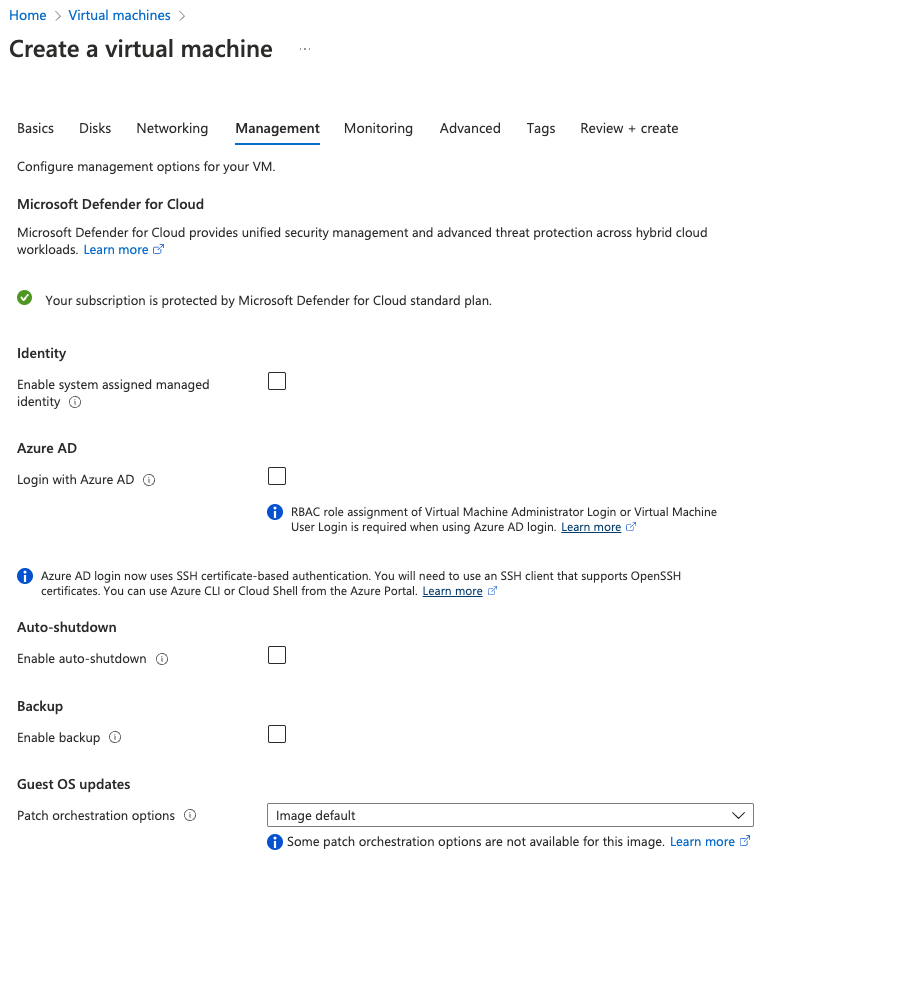 Home > Virtual machines >
Create a virtual machine ...
Basics Disks Networking Management Monitoring Advanced Tags Review + create
Configure management options for your VM.
Microsoft Defender for Cloud
Microsoft Defender for Cloud provides unified security management and advanced threat protection across hybrid cloud
workloads. Learn more
Your subscription is protected by Microsoft Defender for Cloud standard plan.
Identity
Enable system assigned managed
identity
Azure AD
Login with Azure AD
RBAC role assignment of Virtual Machine Administrator Login or Virtual Machine
User Login is required when using Azure AD login. Learn more
Azure AD login now uses SSH certificate-based authentication. You will need to use an SSH client that supports OpenSSH
certificates. You can use Azure CLI or Cloud Shell from the Azure Portal. Learn more
Auto-shutdown
Enable auto-shutdown
Backup
Enable backup
Guest OS updates
Patch orchestration options
Image default
Some patch orchestration options are not available for this image. Learn more